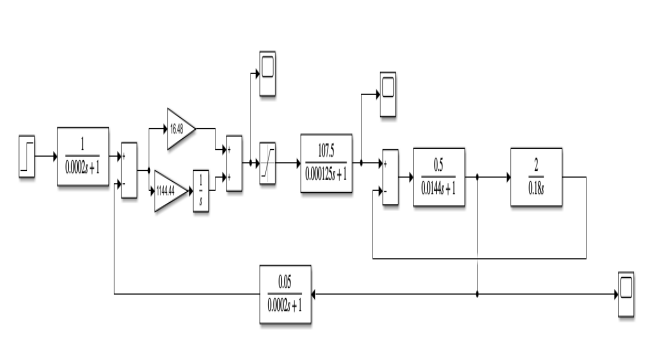 1
0.0002s+1
+
−
16.48
1144.44
1
s
+
+
107.5
0.000125s+1
+
−
0.5
0.0144s+1
2
0.18s
0.05
0.0002s+1